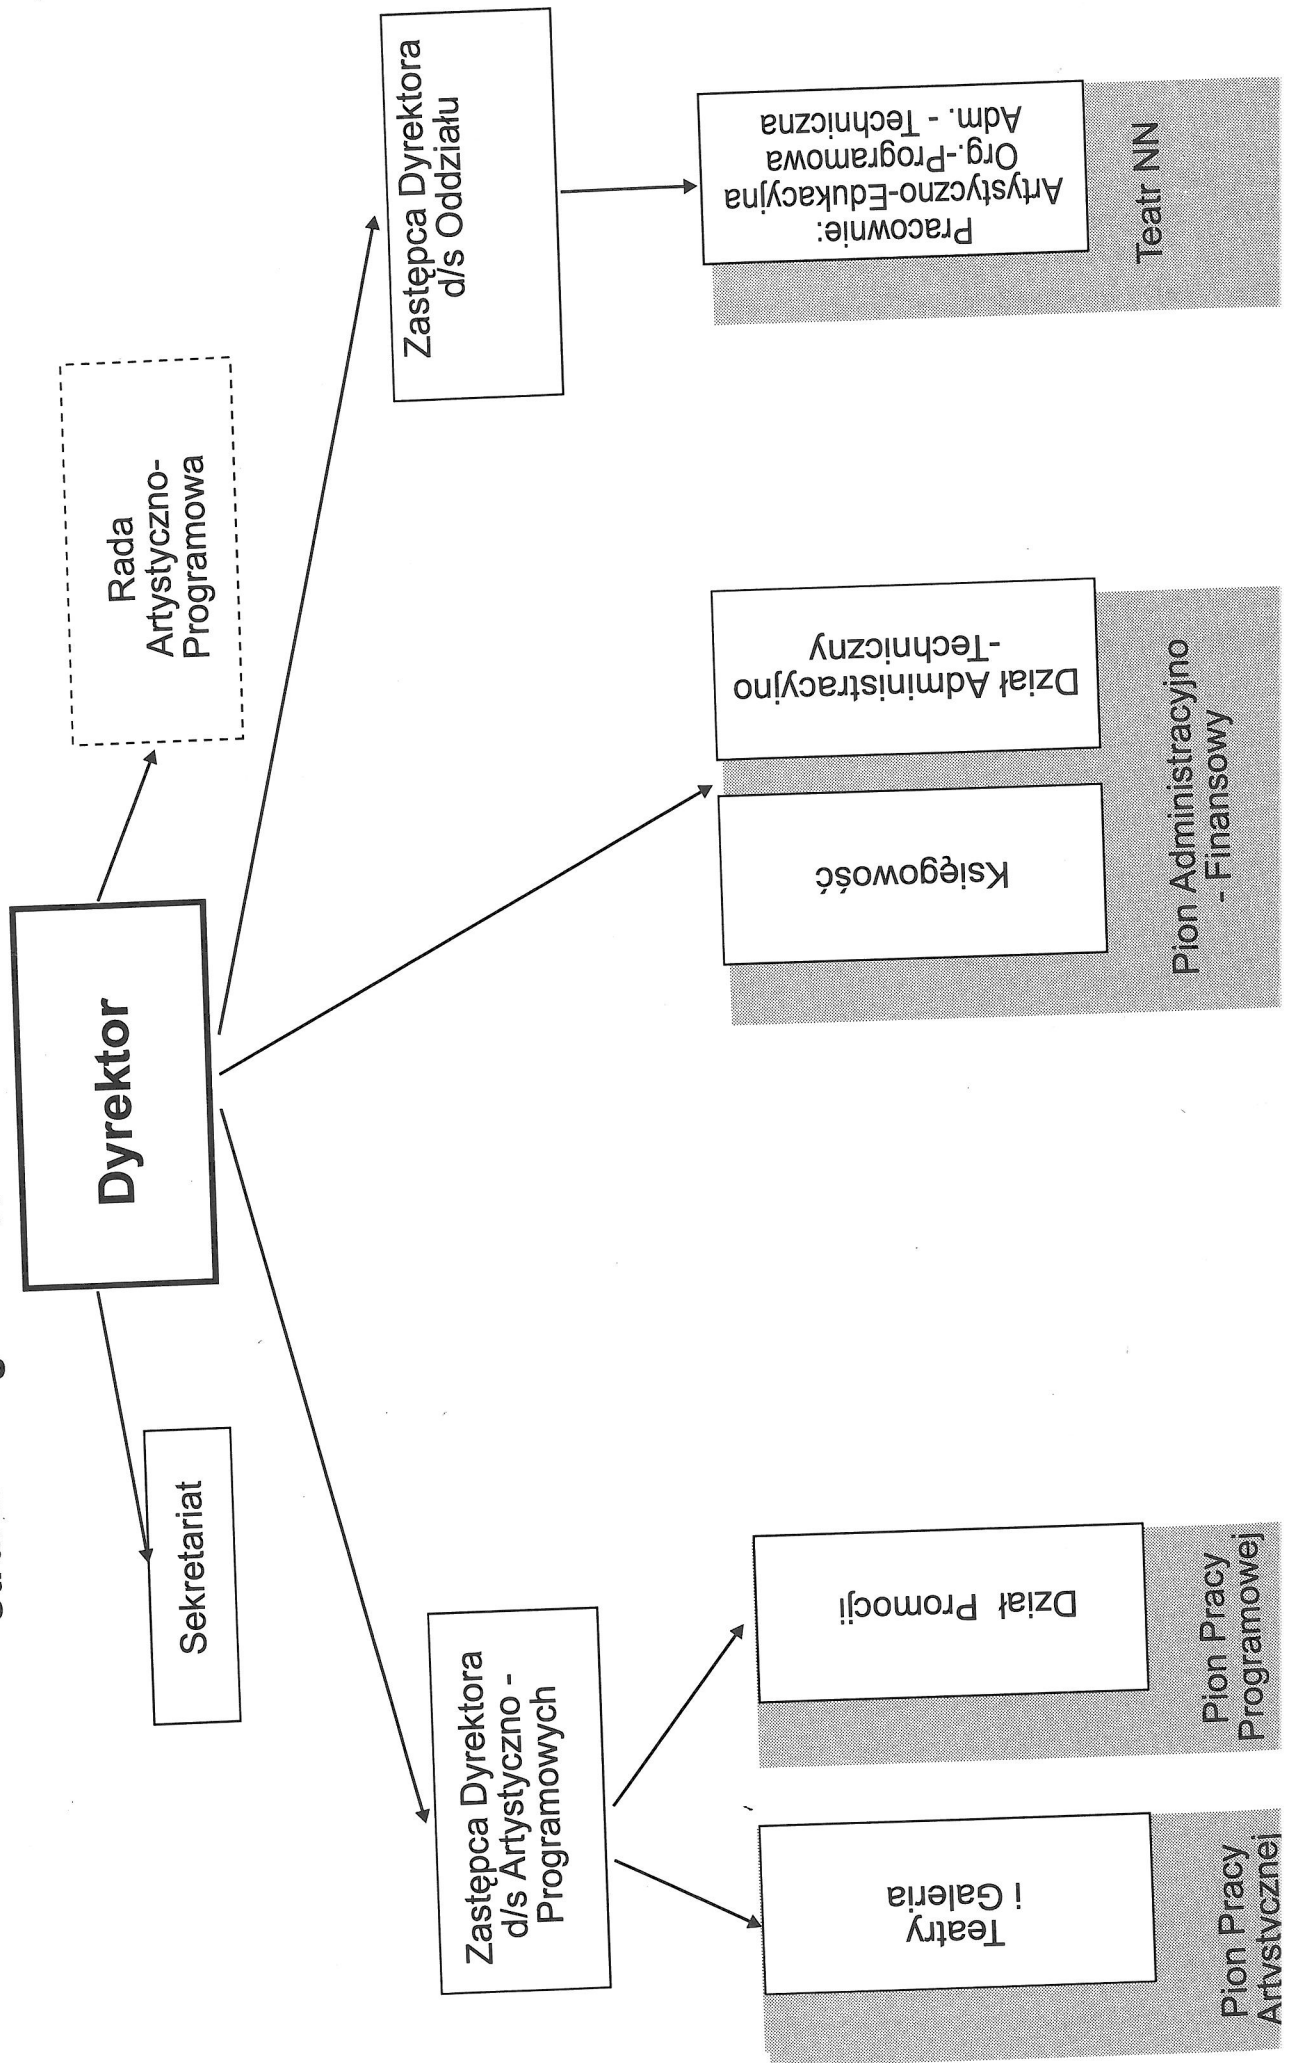 Dyrektor
Sekretariat
Rada
Artystyczno-
Programowa
Zastępca Dyrektora
d/s Artystyczno -
Programowych
Zastępca Dyrektora
d/s Oddziału
Teatry
i Galeria
Pion Pracy
Artystycznej
Dział Promocji
Pion Pracy
Programowej
Księgowość
Dział Administracyjno
-Techniczny
Pion Administracyjno
- Finansowy
Pracownie:
Artystyczno-Edukacyjna
Org.-Programowa
Adm. - Techniczna
Teatr NN